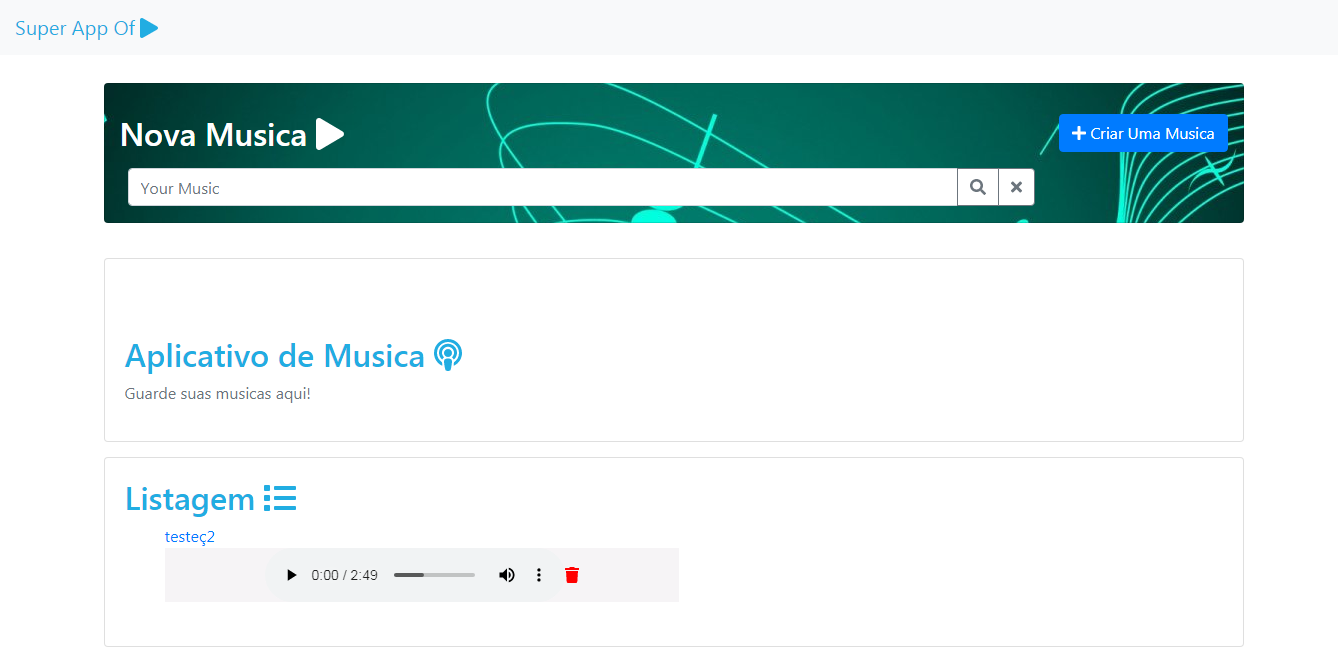 Super App Of
Nova Musica
Criar Uma Musica
Your Music
Aplicativo de Musica
Guarde suas musicas aqui!
Listagem
testeç2
0:00 / 2:49